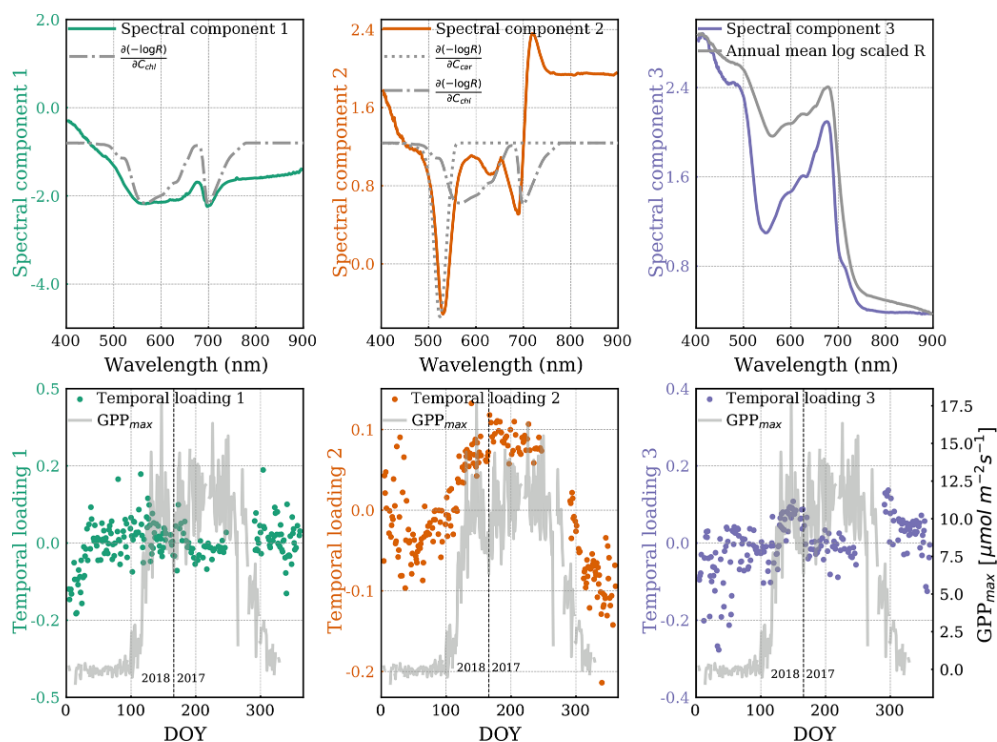 Spectral component 1
∂(−logR)
∂C_chl
2.0
0.0
-2.0
-4.0
Spectral component 1
400 500 600 700 800 900
Wavelength (nm)
Spectral component 2
∂(−logR)
∂C_car
∂(−logR)
∂C_chl
2.4
1.6
0.8
0.0
Spectral component 2
400 500 600 700 800 900
Wavelength (nm)
Spectral component 3
Annual mean log scaled R
2.4
1.6
0.8
Spectral component 3
400 500 600 700 800 900
Wavelength (nm)
Temporal loading 1
GPP_max
0.5
0.2
0.0
-0.2
-0.5
Temporal loading 1
2018 2017
0 100 200 300
DOY
Temporal loading 2
GPP_max
0.1
0.0
-0.1
-0.2
Temporal loading 2
2018 2017
0 100 200 300
DOY
Temporal loading 3
GPP_max
0.4
0.2
0.0
-0.2
-0.4
Temporal loading 3
2018 2017
0 100 200 300
DOY
17.5
15.0
12.5
10.0
7.5
5.0
2.5
0.0
GPP_max [μmol m⁻²s⁻¹]